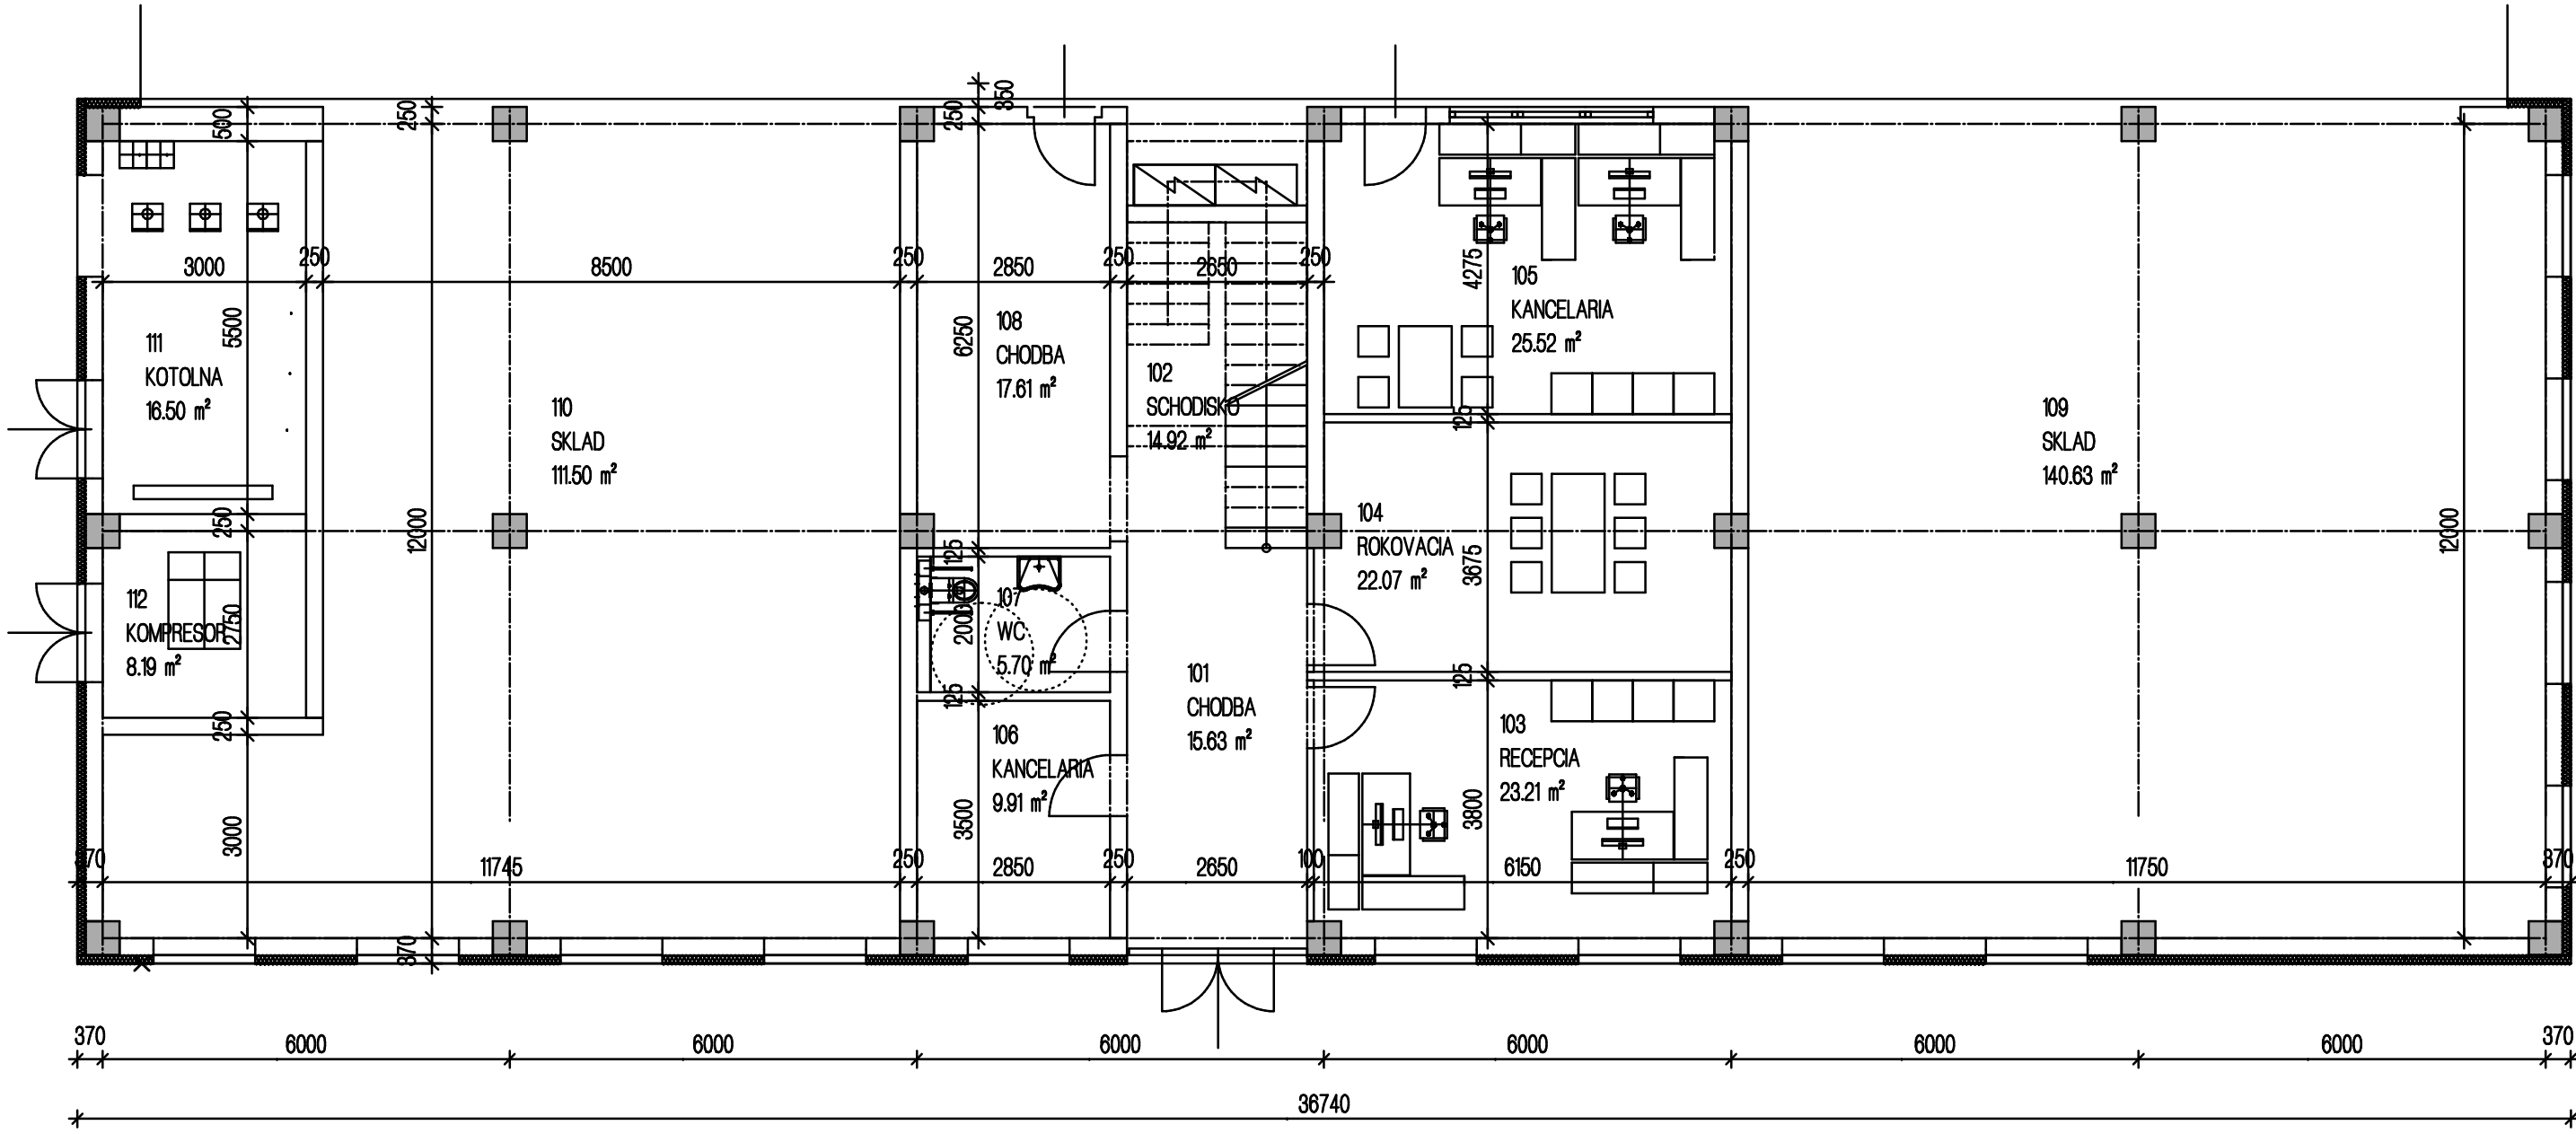 350
250
500
250
3000
250
8500
250
2850
250
2650
250
4275
105
KANCELARIA
25.52 m²
5500
6250
108
CHODBA
17.61 m²
111
KOTOLNA
16.50 m²
102
SCHODISKO
14.92 m²
110
SKLAD
111.50 m²
109
SKLAD
140.63 m²
125
250
12000
125
104
ROKOVACIA
22.07 m²
3675
12000
112
KOMPRESOR
8.19 m²
2750
2000
107
WC
5.70 m²
125
125
101
CHODBA
15.63 m²
250
103
RECEPCIA
23.21 m²
106
KANCELARIA
9.91 m²
3000
3500
3800
370
11745
250
2850
250
2650
100
6150
250
11750
370
370
370
6000
6000
6000
6000
6000
6000
370
36740